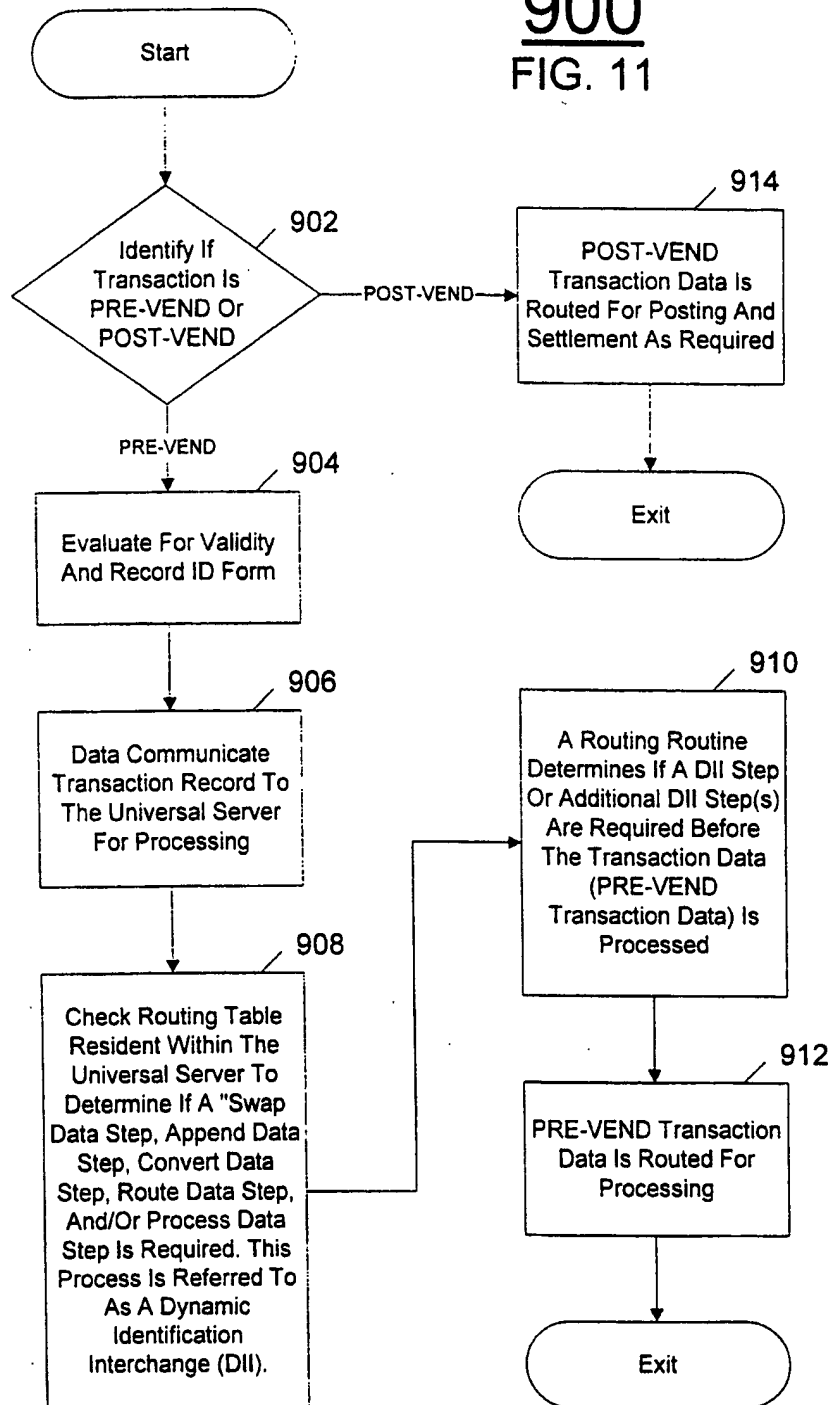 900
FIG. 11
Start
902
Identify If
Transaction Is
PRE-VEND Or
POST-VEND
POST-VEND
914
POST-VEND
Transaction Data Is
Routed For Posting And
Settlement As Required
Exit
PRE-VEND
904
Evaluate For Validity
And Record ID Form
906
Data Communicate
Transaction Record To
The Universal Server
For Processing
908
Check Routing Table
Resident Within The
Universal Server To
Determine If A "Swap
Data Step, Append Data
Step, Convert Data
Step, Route Data Step,
And/Or Process Data
Step Is Required. This
Process Is Referred To
As A Dynamic
Identification
Interchange (DII).
910
A Routing Routine
Determines If A DII Step
Or Additional DII Step(s)
Are Required Before
The Transaction Data
(PRE-VEND
Transaction Data) Is
Processed
912
PRE-VEND Transaction
Data Is Routed For
Processing
Exit